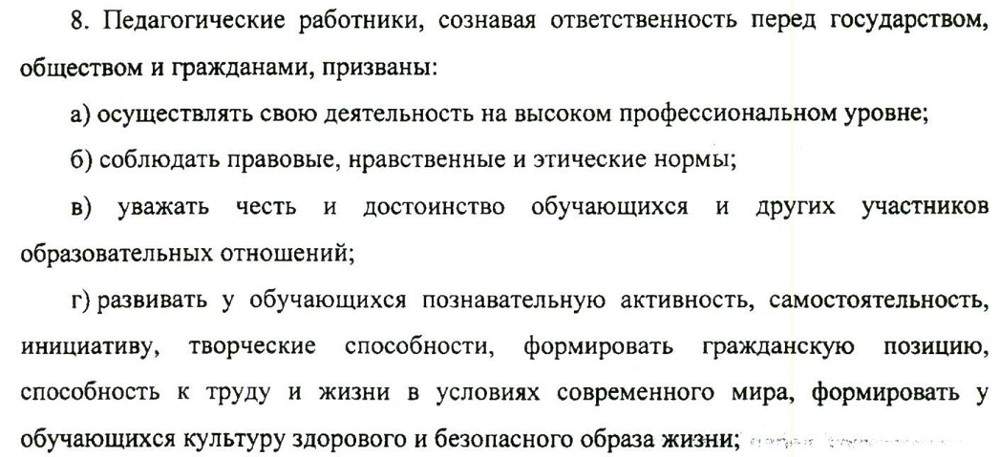 8. Педагогические работники, сознавая ответственность перед государством,
обществом и гражданами, призваны:
а) осуществлять свою деятельность на высоком профессиональном уровне;
б) соблюдать правовые, нравственные и этические нормы;
в) уважать честь и достоинство обучающихся и других участников
образовательных отношений;
г) развивать у обучающихся познавательную активность, самостоятельность,
инициативу, творческие способности, формировать гражданскую позицию,
способность к труду и жизни в условиях современного мира, формировать у
обучающихся культуру здорового и безопасного образа жизни;